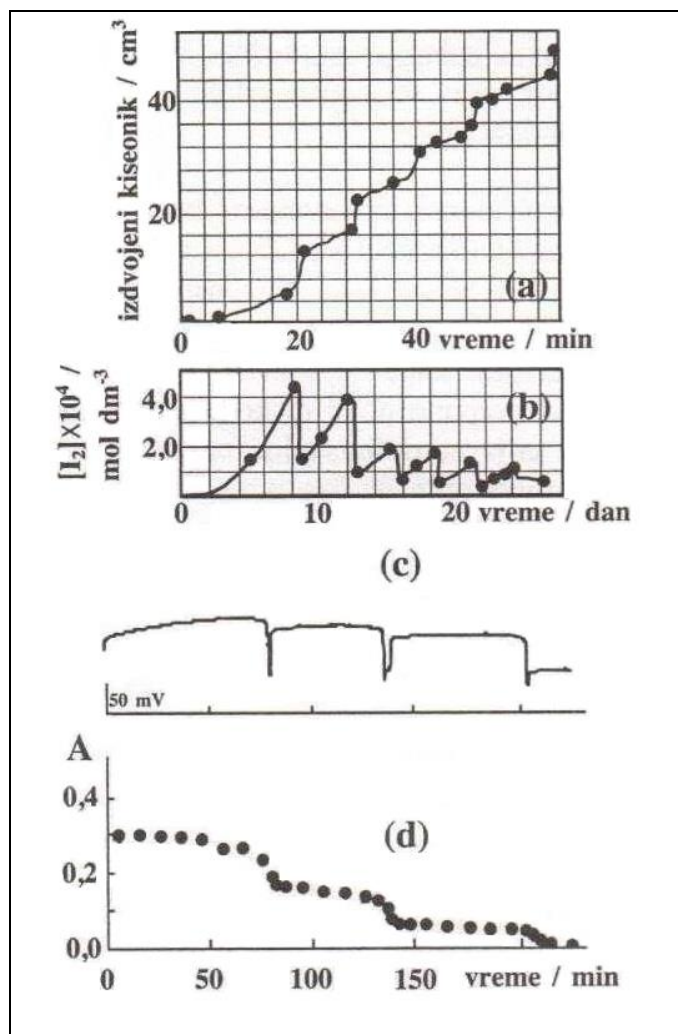 izdvojeni kiseonik / cm³
40
20
(a)
0 20 40 vreme / min
[I₂]×10⁴ /
mol dm⁻³
4,0
2,0
(b)
0 10 20 vreme / dan
(c)
50 mV
A
0,4
0,2
0,0
(d)
0 50 100 150 vreme / min